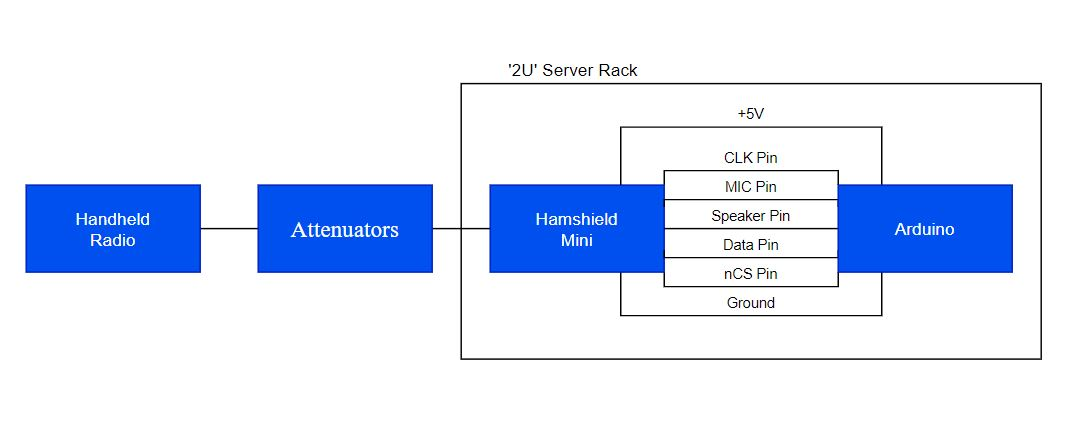 '2U' Server Rack
+5V
CLK Pin
MIC Pin
Handheld
Radio
Attenuators
Hamshield
Mini
Speaker Pin
Arduino
Data Pin
nCS Pin
Ground